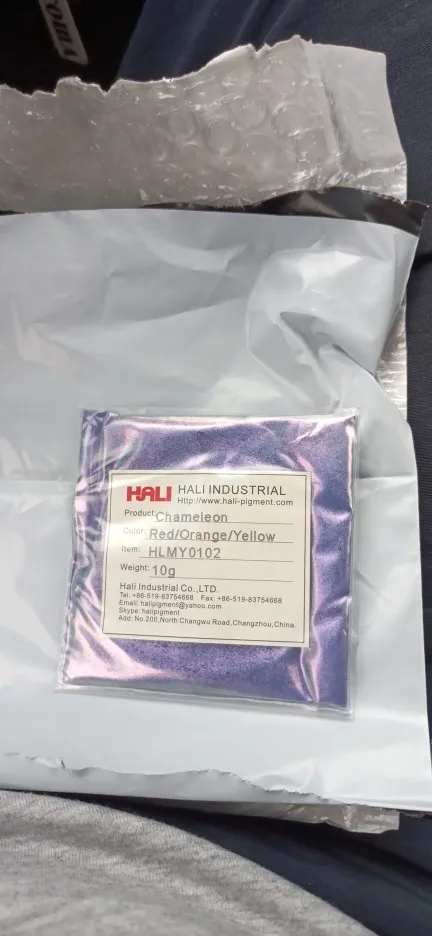 HALI HALI INDUSTRIAL
Http://www.hali-pigment.com
Product: Chameleon
Color: Red/Orange/Yellow
Item: HLMY0102
Weight: 10g
Hali Industrial Co.,LTD.
Tel: +86-519-83754668 Fax: +86-519-83754668
Email: halipigment@yahoo.com
Skype: halipigment
Add: No.200,North Changwu Road,Changzhou,China.